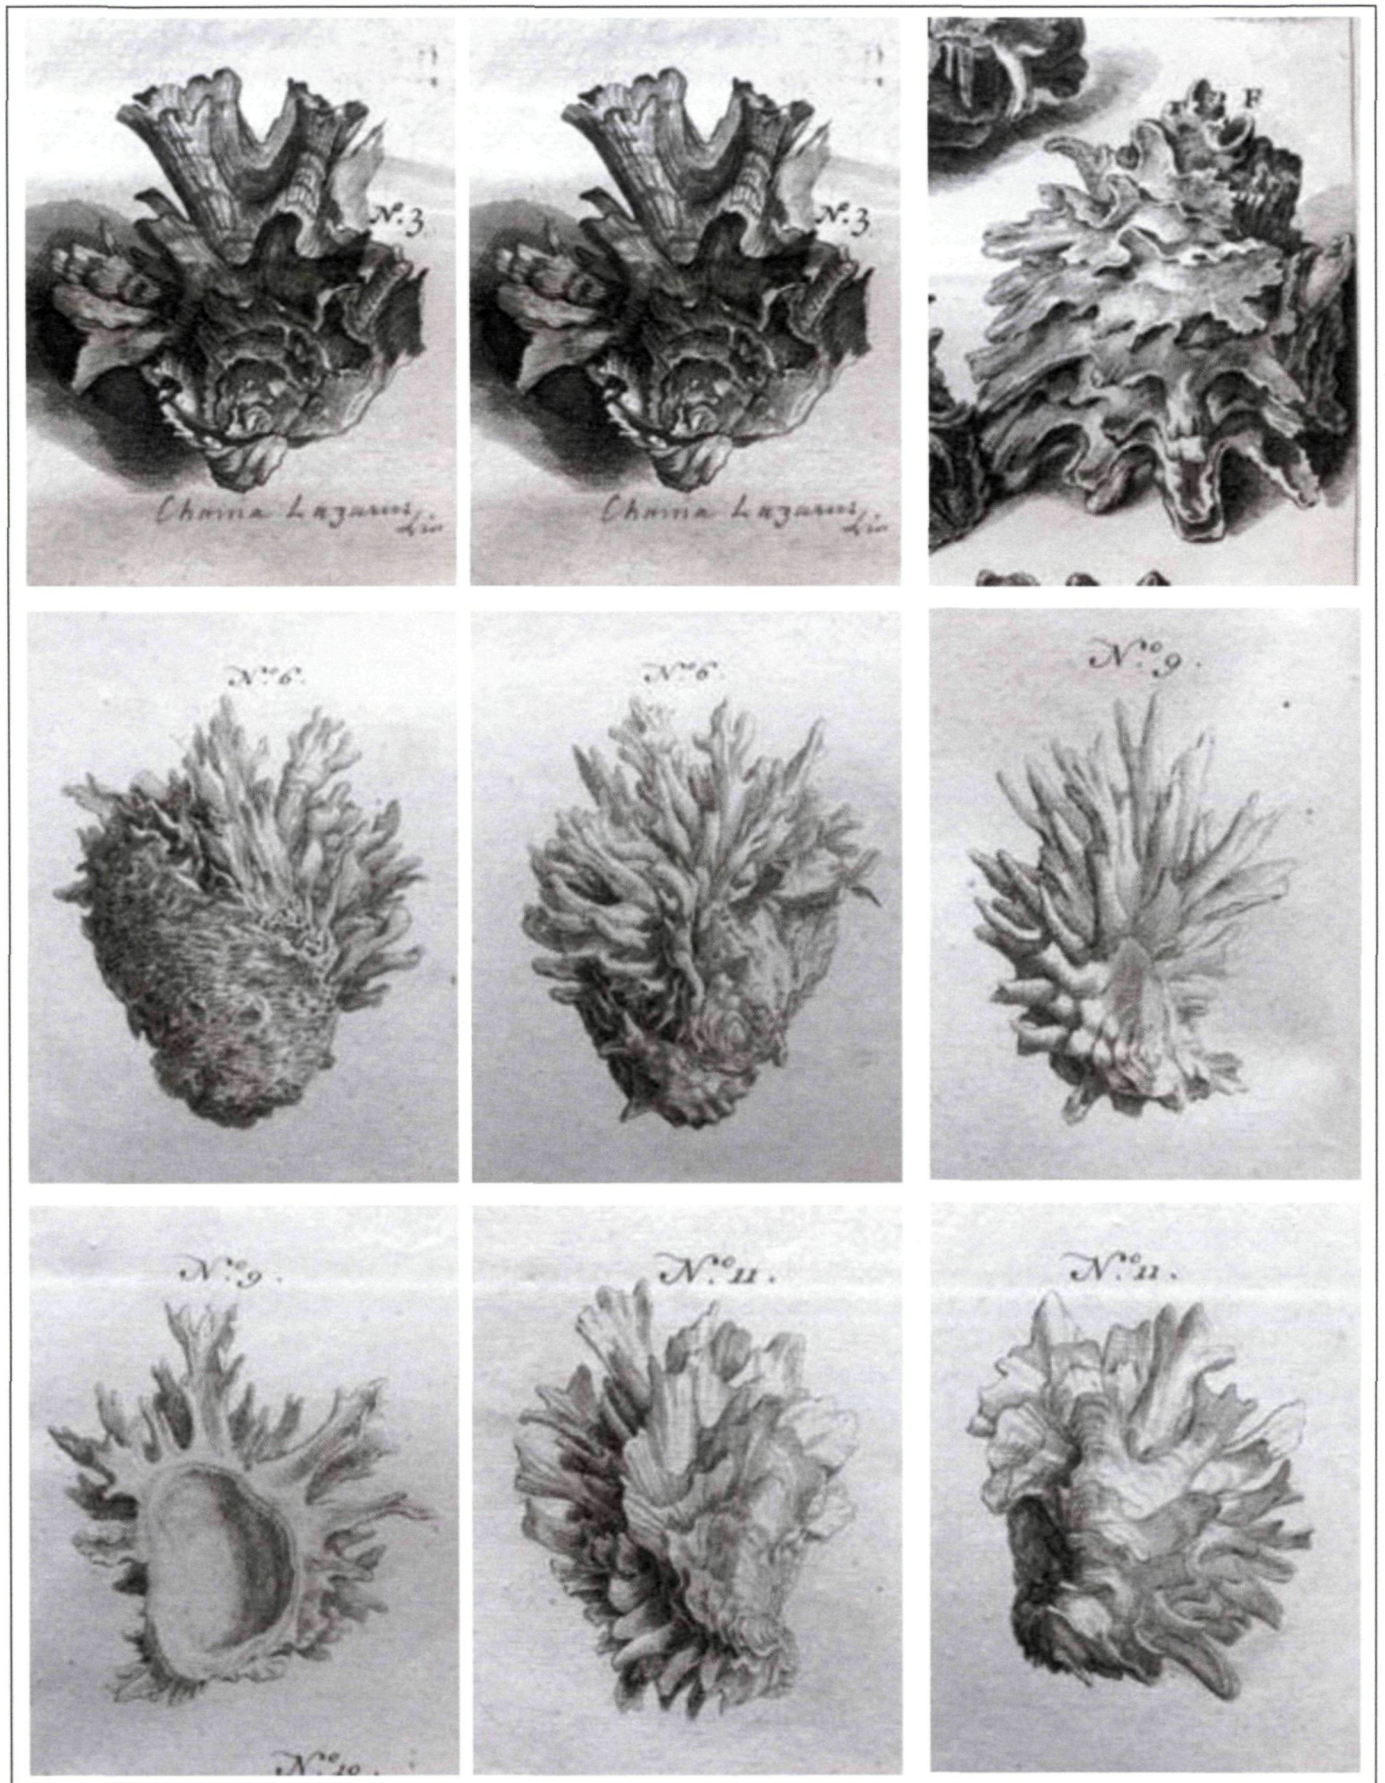 N.º 3.
Chama Lazarus,
Lin
N.º 3.
Chama Lazarus,
Lin
F
N.º 6.
N.º 6.
N.º 9.
N.º 9.
N.º 10.
N.º 11.
N.º 11.